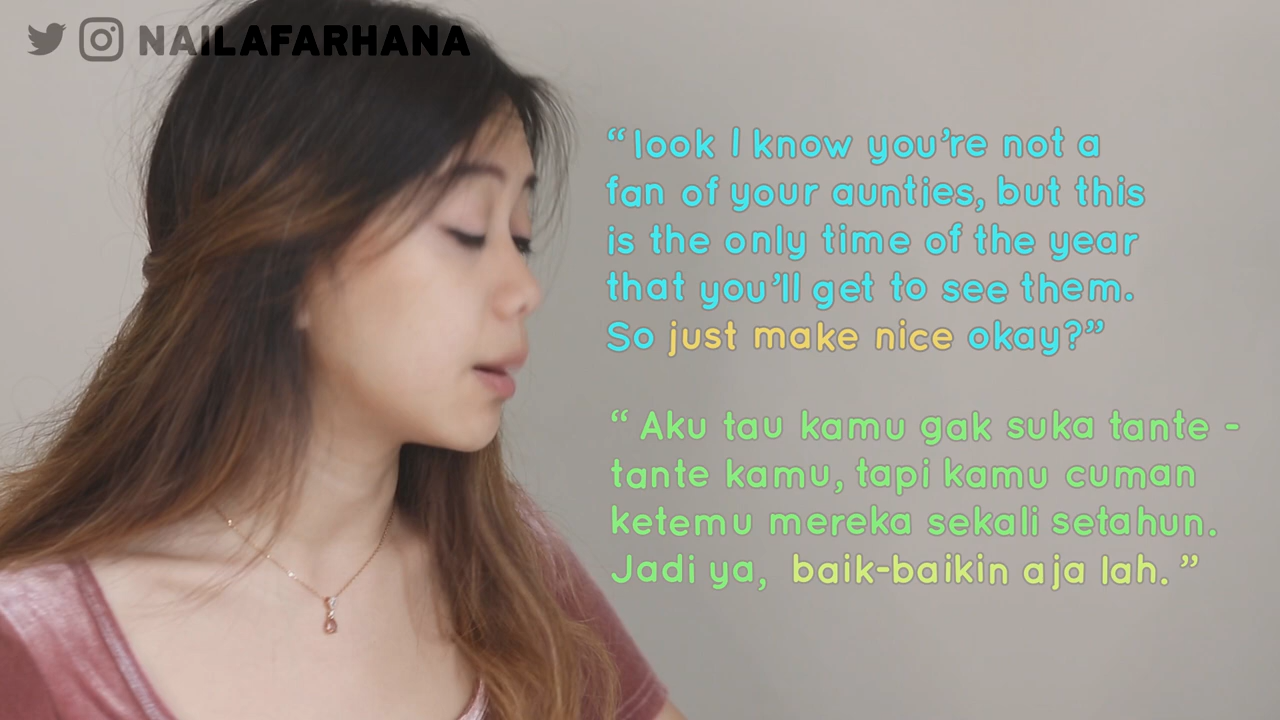 NAILAFARHANA
“look I know you’re not a
fan of your aunties, but this
is the only time of the year
that you’ll get to see them.
So just make nice okay?”
“ Aku tau kamu gak suka tante -
tante kamu, tapi kamu cuman
ketemu mereka sekali setahun.
Jadi ya, baik-baikin aja lah. ”